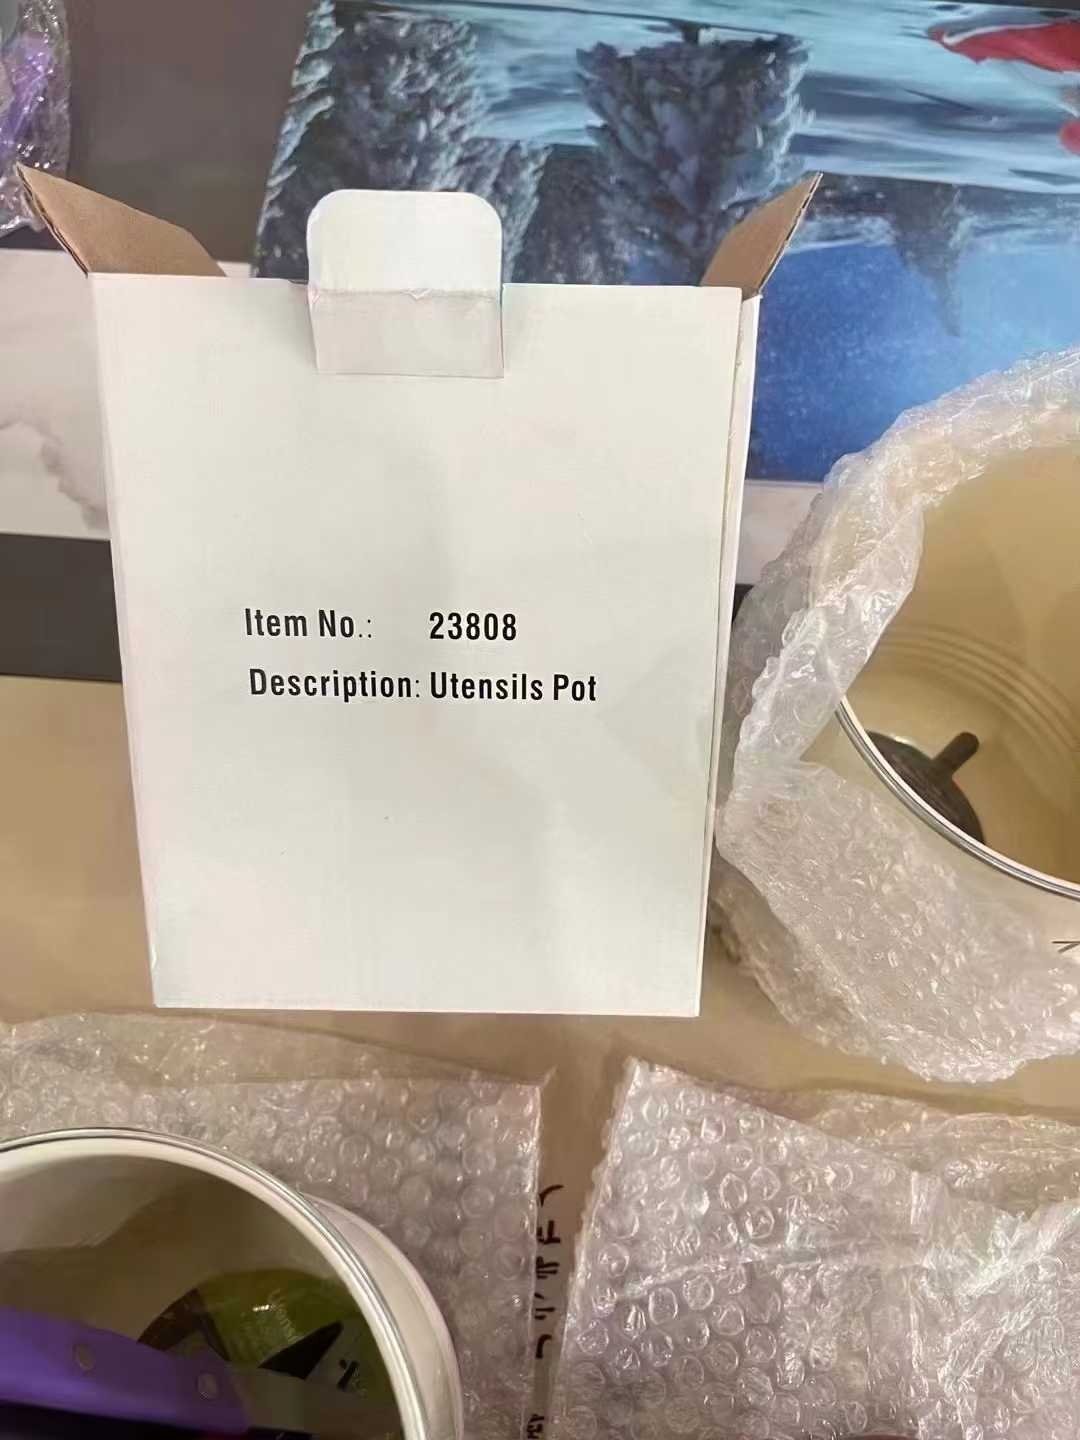 Item No.: 23808
Description: Utensils Pot